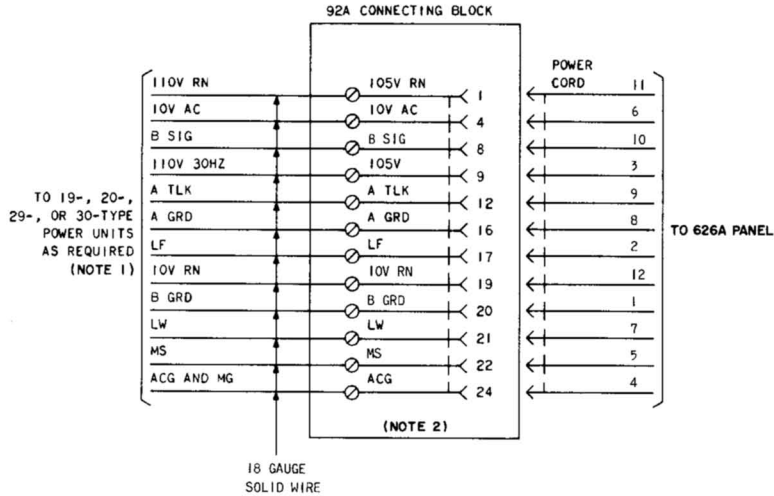 92A CONNECTING BLOCK
POWER
CORD
110V RN 105V RN 1 11
10V AC 10V AC 4 6
B SIG B SIG 8 10
110V 30HZ 105V 9 3
A TLK A TLK 12 9
A GRD A GRD 16 8
LF LF 17 2
10V RN 10V RN 19 12
B GRD B GRD 20 1
LW LW 21 7
MS MS 22 5
ACG AND MG ACG 24 4
TO 19-, 20-,
29-, OR 30-TYPE
POWER UNITS
AS REQUIRED
(NOTE 1)
TO 626A PANEL
(NOTE 2)
18 GAUGE
SOLID WIRE